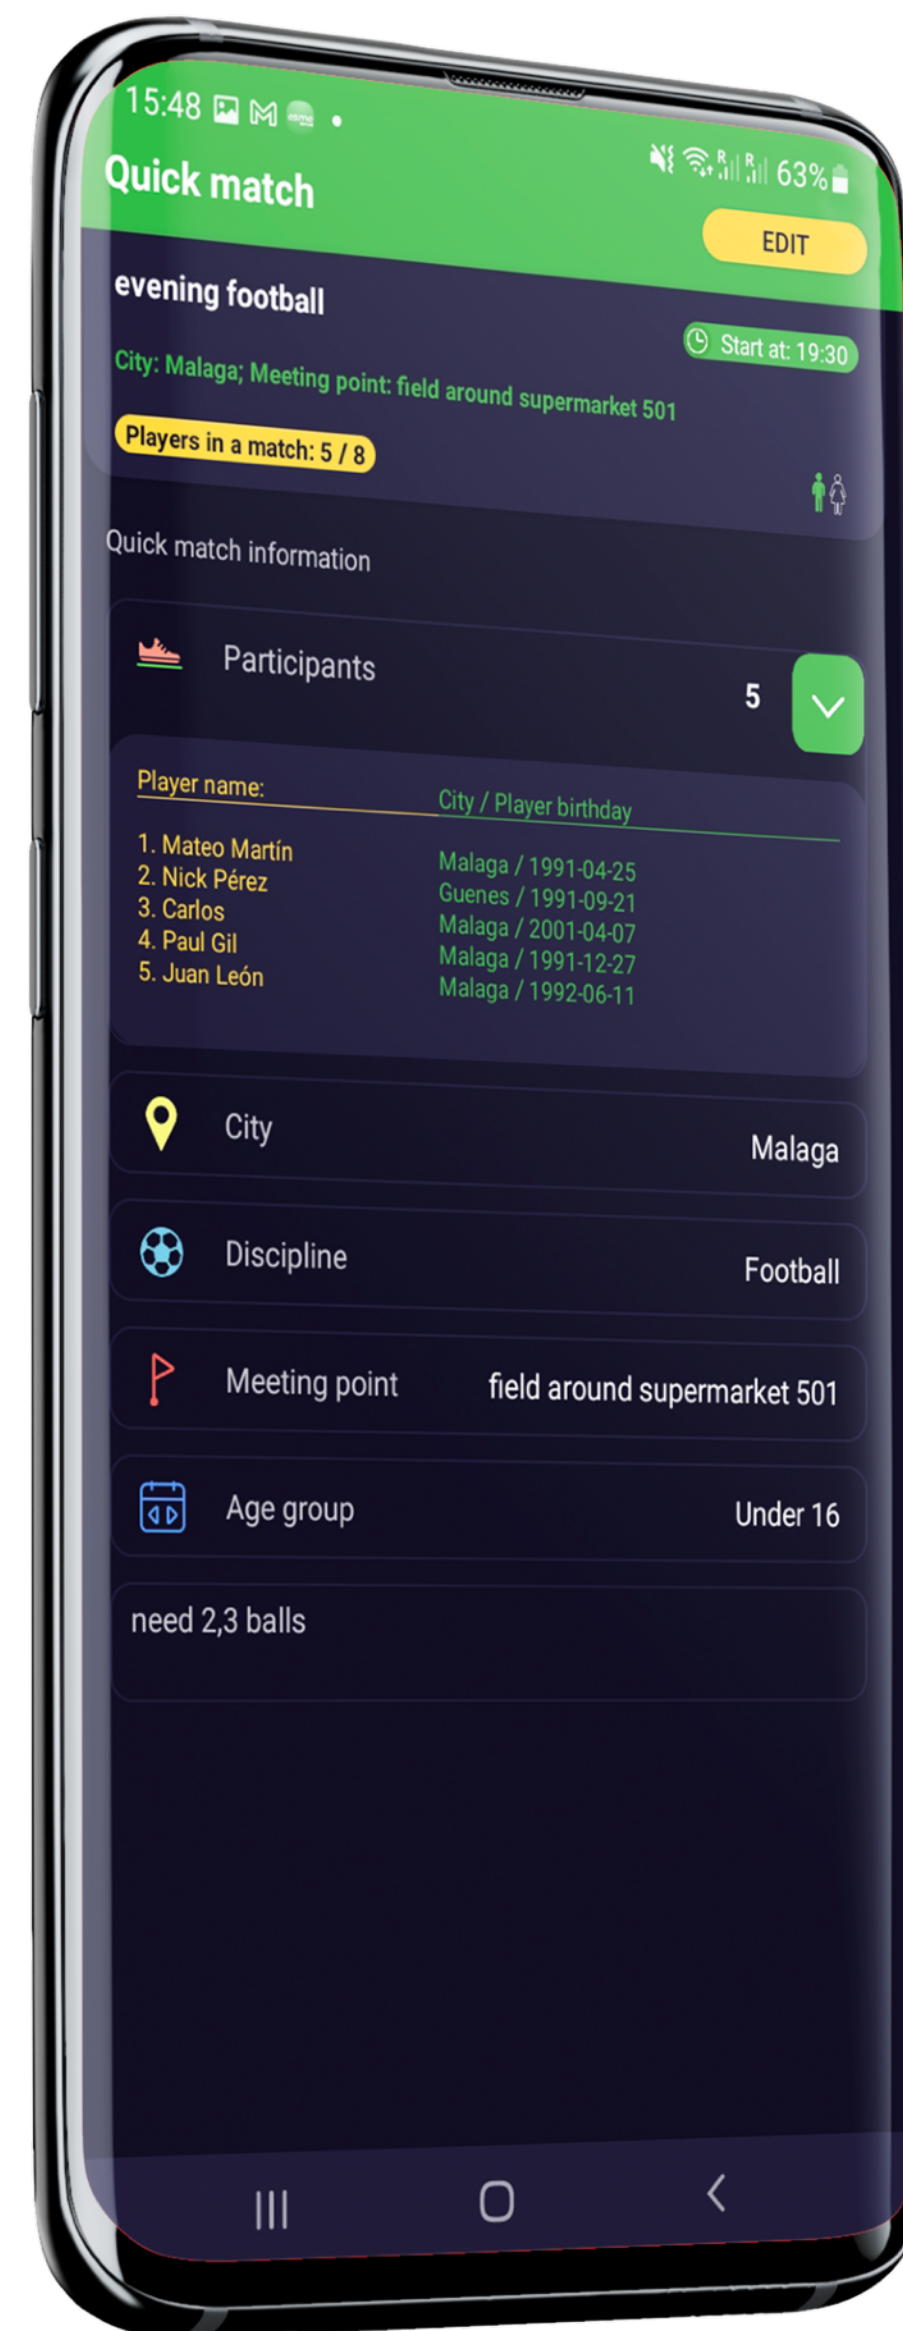 15:48
63%
Quick match
EDIT
evening football
Start at: 19:30
City: Malaga; Meeting point: field around supermarket 501
Players in a match: 5 / 8
Quick match information
Participants
5
Player name:
City / Player birthday
1. Mateo Martín
Malaga / 1991-04-25
2. Nick Pérez
Guenes / 1991-09-21
3. Carlos
Malaga / 2001-04-07
4. Paul Gil
Malaga / 1991-12-27
5. Juan León
Malaga / 1992-06-11
City
Malaga
Discipline
Football
Meeting point
field around supermarket 501
Age group
Under 16
need 2,3 balls